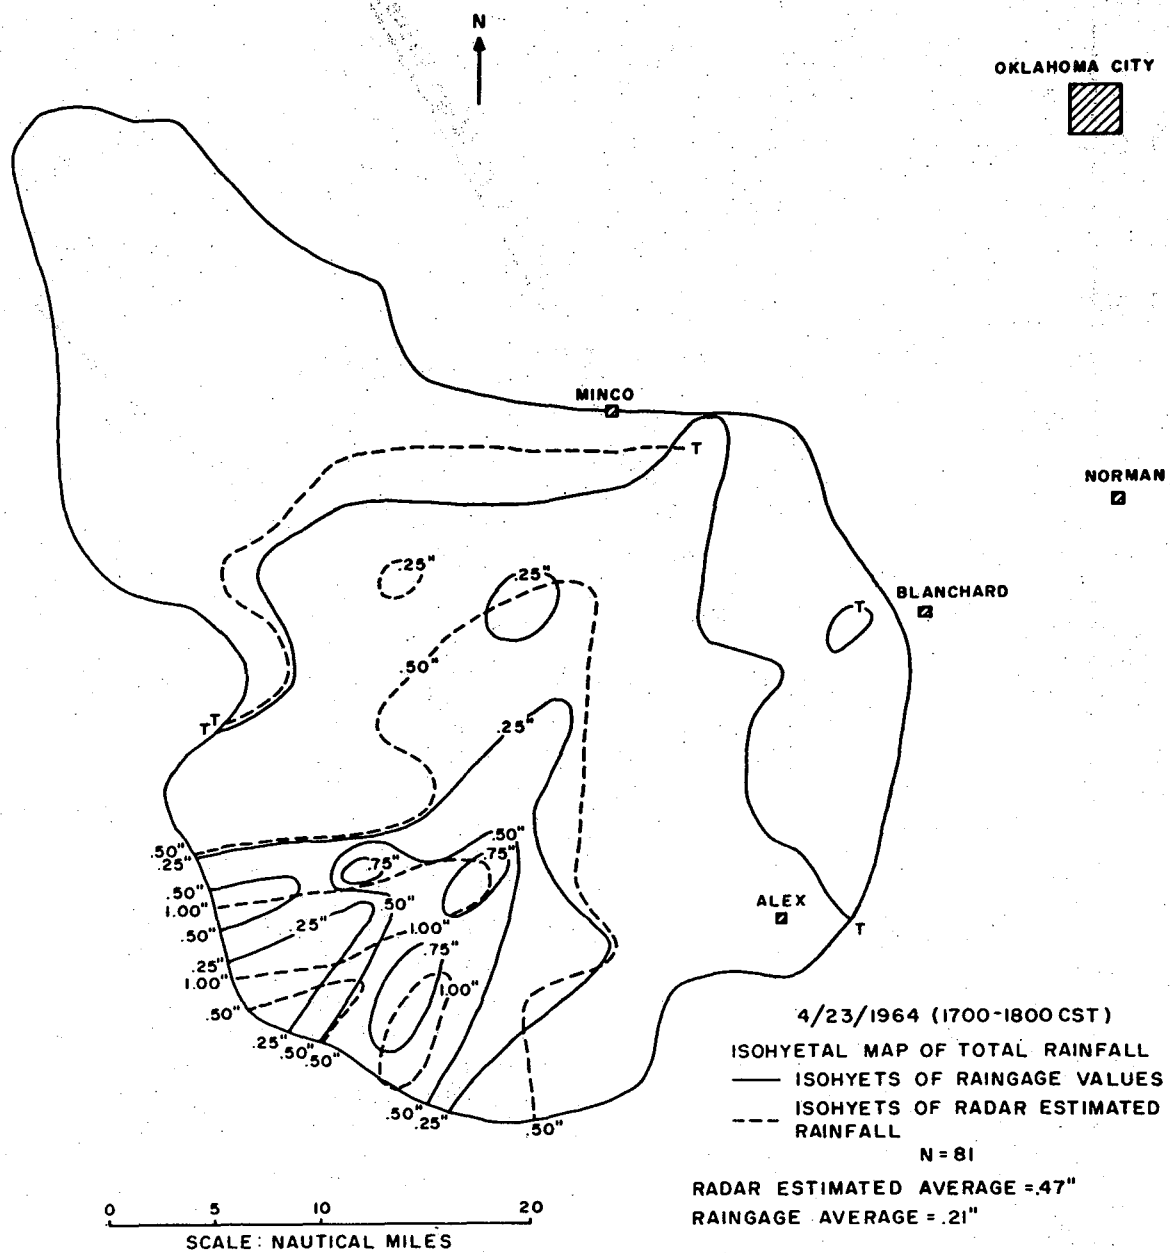 N
OKLAHOMA CITY
MINCO
T
NORMAN
.25"
.25"
BLANCHARD
T
.50"
T
T
.25"
.50"
.25"
.50"
.75"
.75"
.50"
1.00"
.50"
ALEX
.50"
.25"
1.00"
T
.75"
.25"
1.00"
1.00"
.50"
4/23/1964 (1700-1800 CST)
.25"
.50"
.50"
ISOHYETAL MAP OF TOTAL RAINFALL
ISOHYETS OF RAINGAGE VALUES
.50"
.25"
.50"
ISOHYETS OF RADAR ESTIMATED
RAINFALL
N = 81
RADAR ESTIMATED AVERAGE = .47"
RAINGAGE AVERAGE = .21"
0 5 10 20
SCALE: NAUTICAL MILES